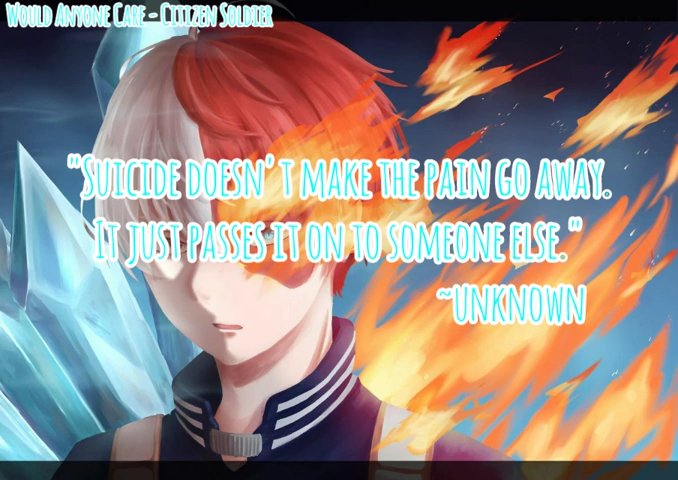 Would Anyone Care - Citizen Soldier
"Suicide doesn't make the pain go away.
It just passes it on to someone else."
~unknown